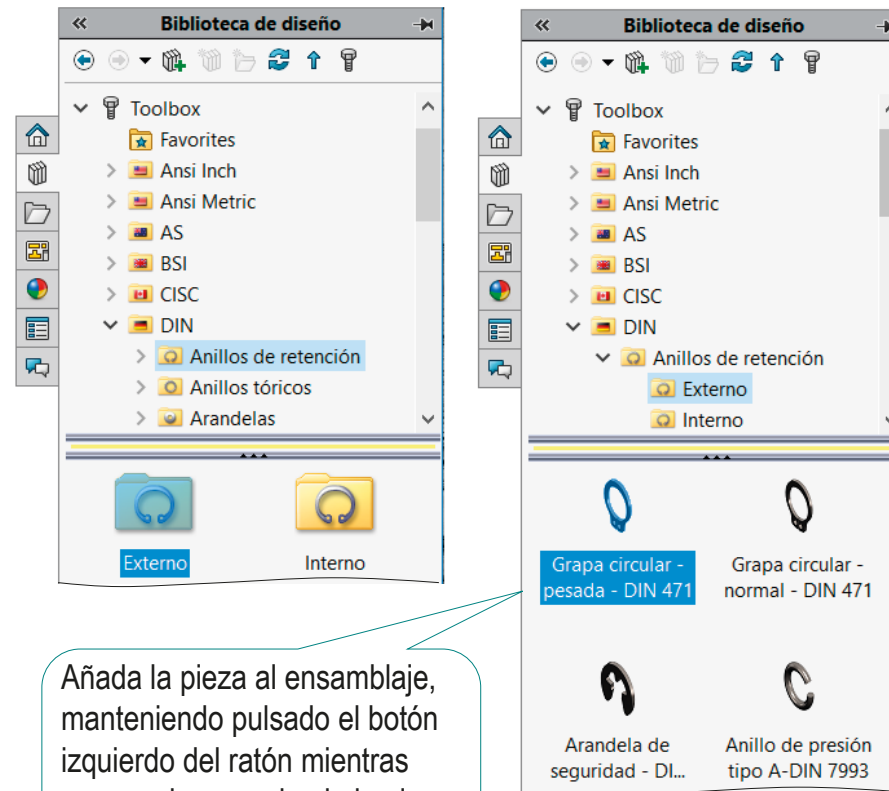 Biblioteca de diseño
Toolbox
Favorites
Ansi Inch
Ansi Metric
AS
BSI
CISC
DIN
Anillos de retención
Anillos tóricos
Arandelas
Externo
Interno
Biblioteca de diseño
Toolbox
Favorites
Ansi Inch
Ansi Metric
AS
BSI
CISC
DIN
Anillos de retención
Externo
Interno
Grapa circular -
pesada - DIN 471
Grapa circular -
normal - DIN 471
Arandela de
seguridad - DI...
Anillo de presión
tipo A-DIN 7993
Añada la pieza al ensamblaje,
manteniendo pulsado el botón
izquierdo del ratón mientras